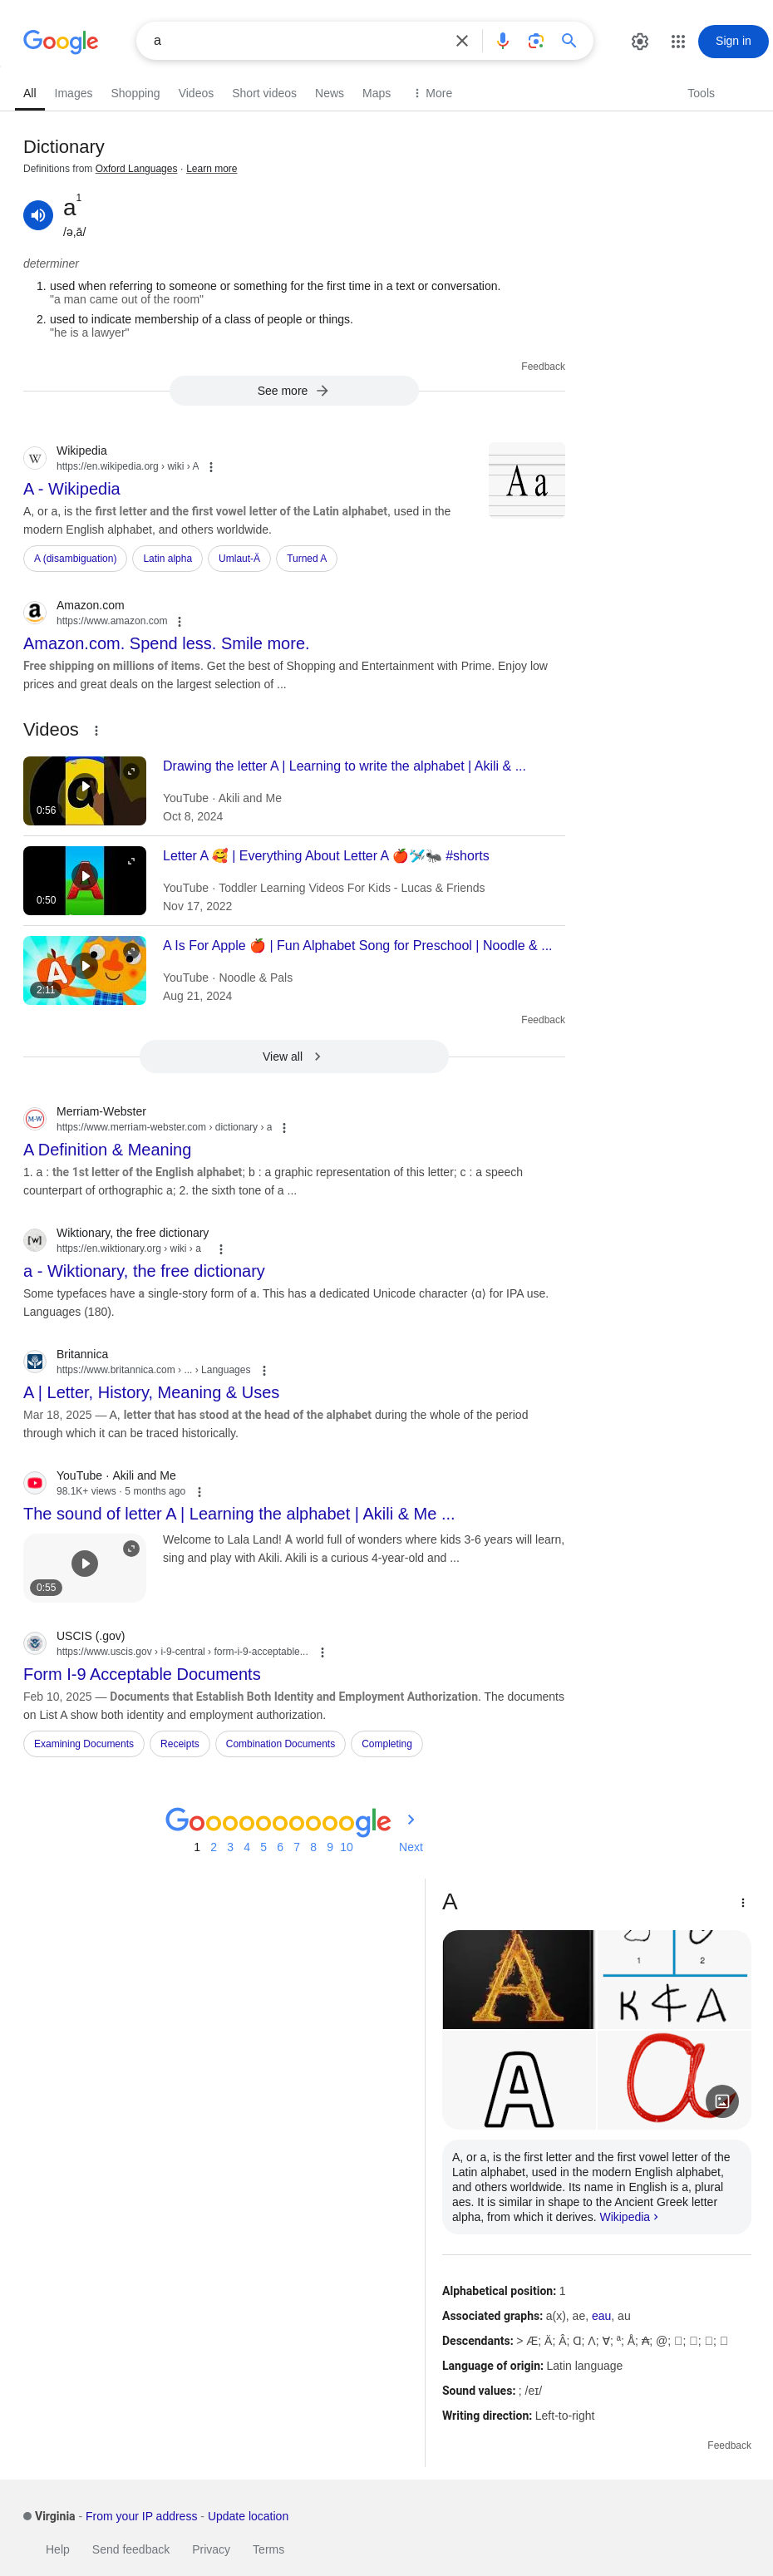 Google
a
Sign in
All Images Shopping Videos Short videos News Maps More Tools
Dictionary
Definitions from Oxford Languages · Learn more
a1
/ə,ā/
determiner
1. used when referring to someone or something for the first time in a text or conversation.
"a man came out of the room"
2. used to indicate membership of a class of people or things.
"he is a lawyer"
Feedback
See more
W
Wikipedia
https://en.wikipedia.org › wiki › A
A a
A - Wikipedia
A, or a, is the first letter and the first vowel letter of the Latin alphabet, used in the
modern English alphabet, and others worldwide.
A (disambiguation) Latin alpha Umlaut-Ä Turned A
a
Amazon.com
https://www.amazon.com
Amazon.com. Spend less. Smile more.
Free shipping on millions of items. Get the best of Shopping and Entertainment with Prime. Enjoy low
prices and great deals on the largest selection of ...
Videos
a
0:56
Drawing the letter A | Learning to write the alphabet | Akili & ...
YouTube · Akili and Me
Oct 8, 2024
A
0:50
Letter A 🥰 | Everything About Letter A 🍎🛩️🐜 #shorts
YouTube · Toddler Learning Videos For Kids - Lucas & Friends
Nov 17, 2022
A
2:11
A Is For Apple 🍎 | Fun Alphabet Song for Preschool | Noodle & ...
YouTube · Noodle & Pals
Aug 21, 2024
Feedback
View all
M-W
Merriam-Webster
https://www.merriam-webster.com › dictionary › a
A Definition & Meaning
1. a : the 1st letter of the English alphabet; b : a graphic representation of this letter; c : a speech
counterpart of orthographic a; 2. the sixth tone of a ...
[w]
Wiktionary, the free dictionary
https://en.wiktionary.org › wiki › a
a - Wiktionary, the free dictionary
Some typefaces have a single-story form of a. This has a dedicated Unicode character ⟨ɑ⟩ for IPA use.
Languages (180).
Britannica
https://www.britannica.com › ... › Languages
A | Letter, History, Meaning & Uses
Mar 18, 2025 — A, letter that has stood at the head of the alphabet during the whole of the period
through which it can be traced historically.
YouTube · Akili and Me
98.1K+ views · 5 months ago
The sound of letter A | Learning the alphabet | Akili & Me ...
0:55
Welcome to Lala Land! A world full of wonders where kids 3-6 years will learn,
sing and play with Akili. Akili is a curious 4-year-old and ...
USCIS (.gov)
https://www.uscis.gov › i-9-central › form-i-9-acceptable...
Form I-9 Acceptable Documents
Feb 10, 2025 — Documents that Establish Both Identity and Employment Authorization. The documents
on List A show both identity and employment authorization.
Examining Documents Receipts Combination Documents Completing
Goooooooooogle
1 2 3 4 5 6 7 8 9 10 Next
A
A
1 2
A
a
A, or a, is the first letter and the first vowel letter of the
Latin alphabet, used in the modern English alphabet,
and others worldwide. Its name in English is a, plural
aes. It is similar in shape to the Ancient Greek letter
alpha, from which it derives. Wikipedia
Alphabetical position: 1
Associated graphs: a(x), ae, eau, au
Descendants: > Æ; Ä; Â; Ɑ; Λ; Ɐ; ª; Å; ₳; @; □; □; □; □
Language of origin: Latin language
Sound values: ; /eɪ/
Writing direction: Left-to-right
Feedback
Virginia - From your IP address - Update location
Help Send feedback Privacy Terms